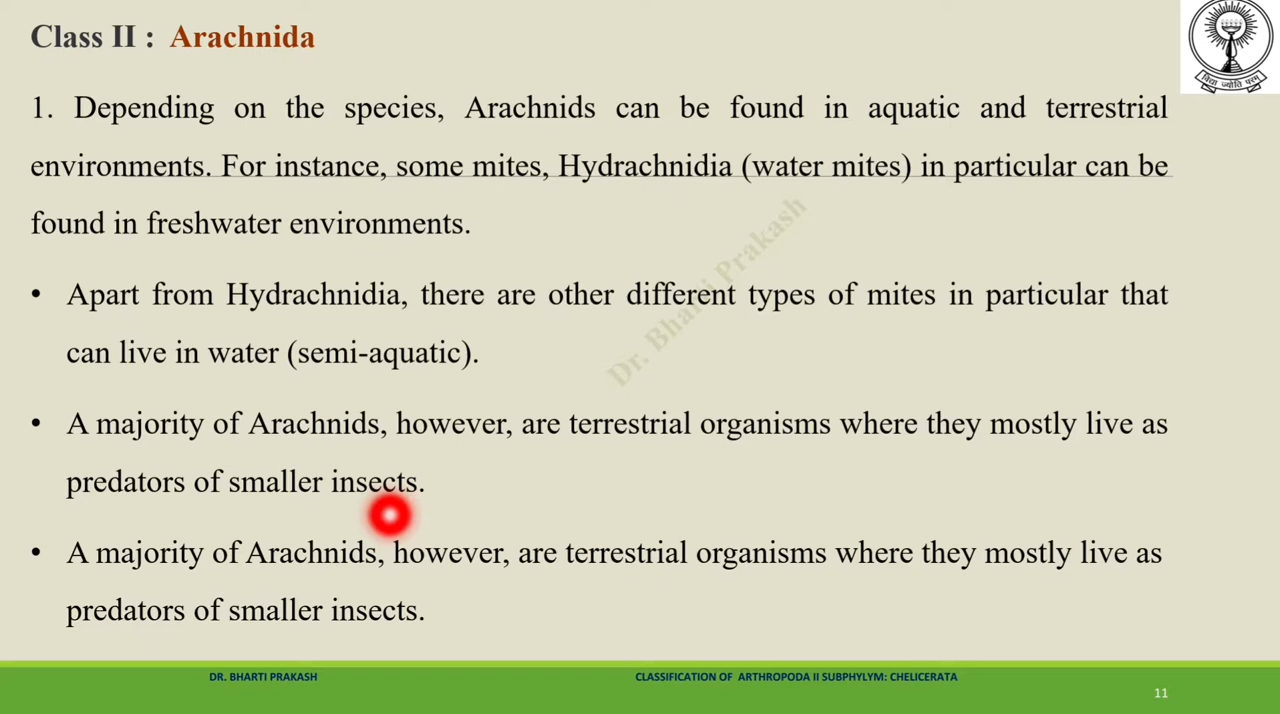 Class II : Arachnida
1. Depending on the species, Arachnids can be found in aquatic and terrestrial
environments. For instance, some mites, Hydrachnidia (water mites) in particular can be
found in freshwater environments.
• Apart from Hydrachnidia, there are other different types of mites in particular that
can live in water (semi-aquatic).
• A majority of Arachnids, however, are terrestrial organisms where they mostly live as
predators of smaller insects.
• A majority of Arachnids, however, are terrestrial organisms where they mostly live as
predators of smaller insects.
Dr. Bharti Prakash
विद्या ज्योति परम्
DR. BHARTI PRAKASH
CLASSIFICATION OF ARTHROPODA II SUBPHYLYM: CHELICERATA
11